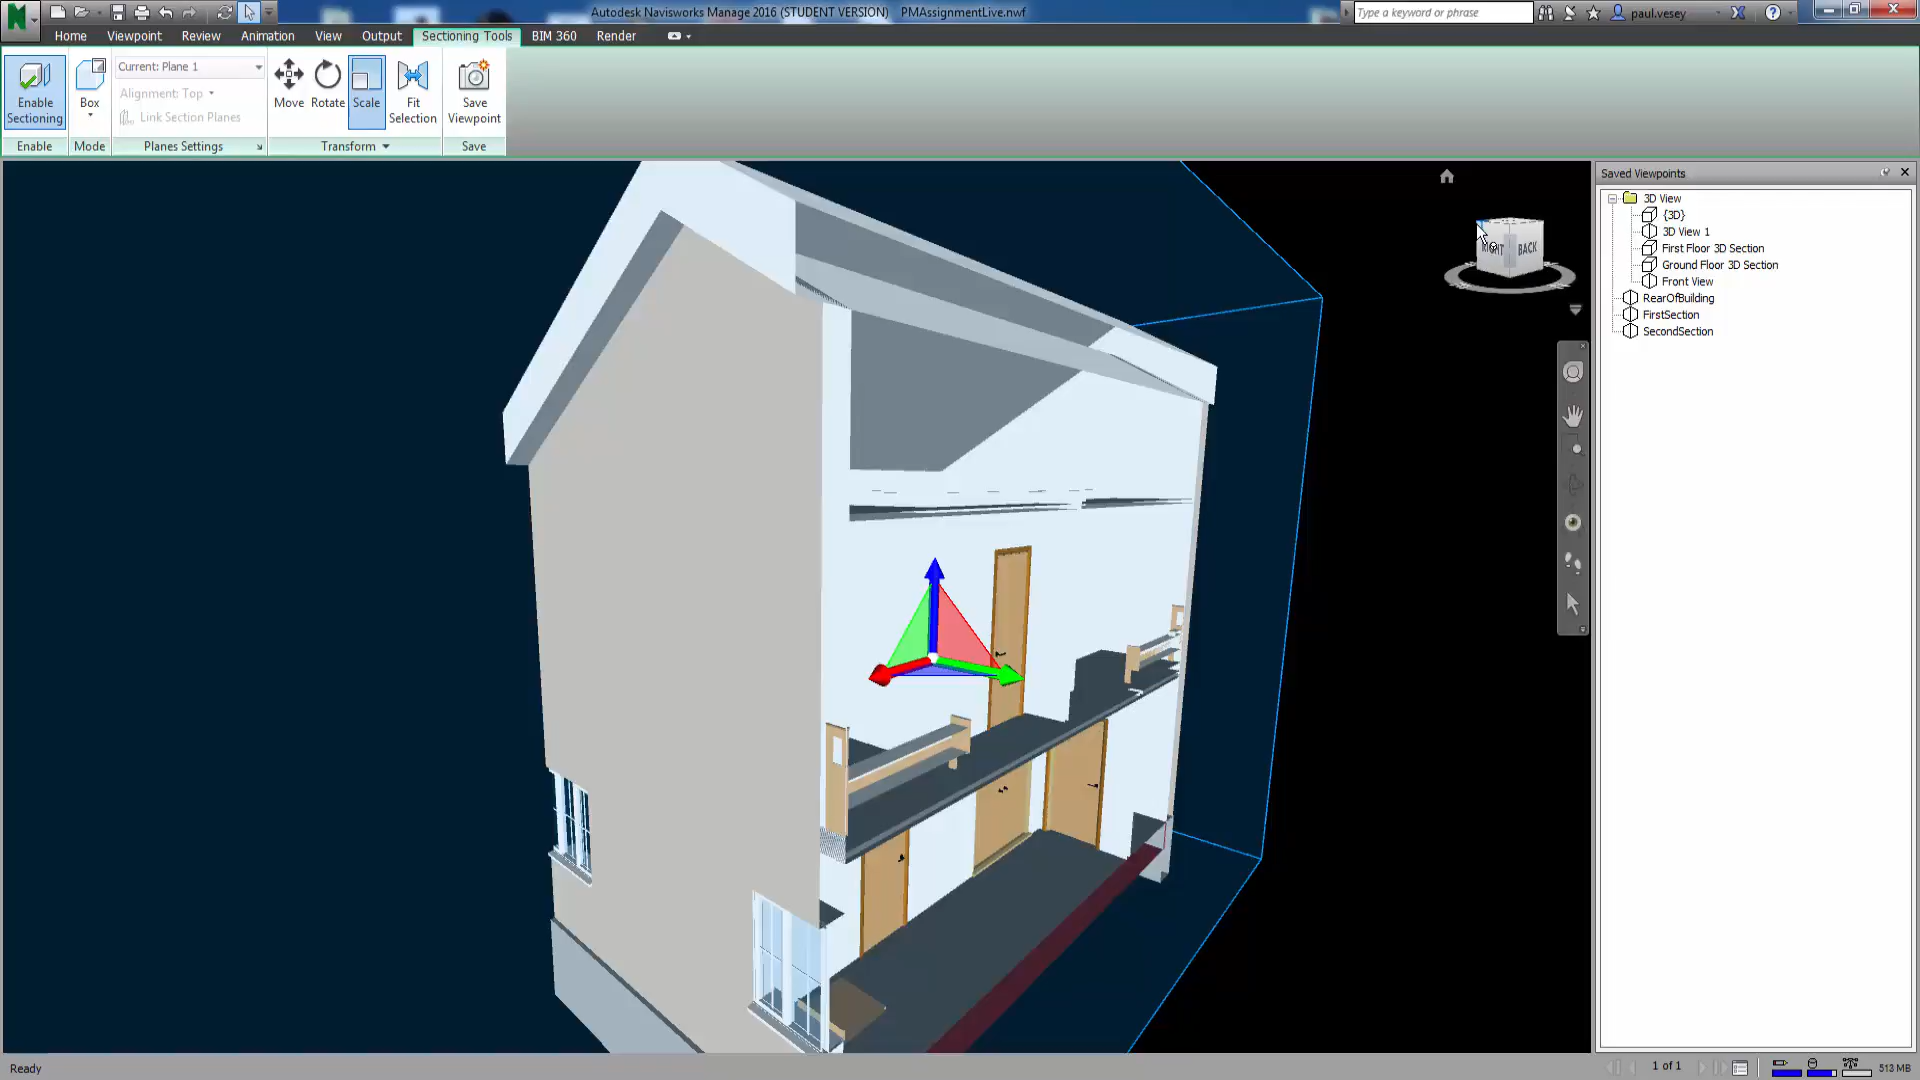 Autodesk Navisworks Manage 2016 (STUDENT VERSION) PMAssignmentLive.nwf
Type a keyword or phrase
paul.vesey
Home Viewpoint Review Animation View Output Sectioning Tools BIM 360 Render
Enable Sectioning
Box
Current: Plane 1
Alignment: Top
Link Section Planes
Move
Rotate
Scale
Fit Selection
Save Viewpoint
Enable Mode Planes Settings Transform Save
Saved Viewpoints
3D View
{3D}
3D View 1
First Floor 3D Section
Ground Floor 3D Section
Front View
RearOfBuilding
FirstSection
SecondSection
BACK
Ready
1 of 1
513 MB